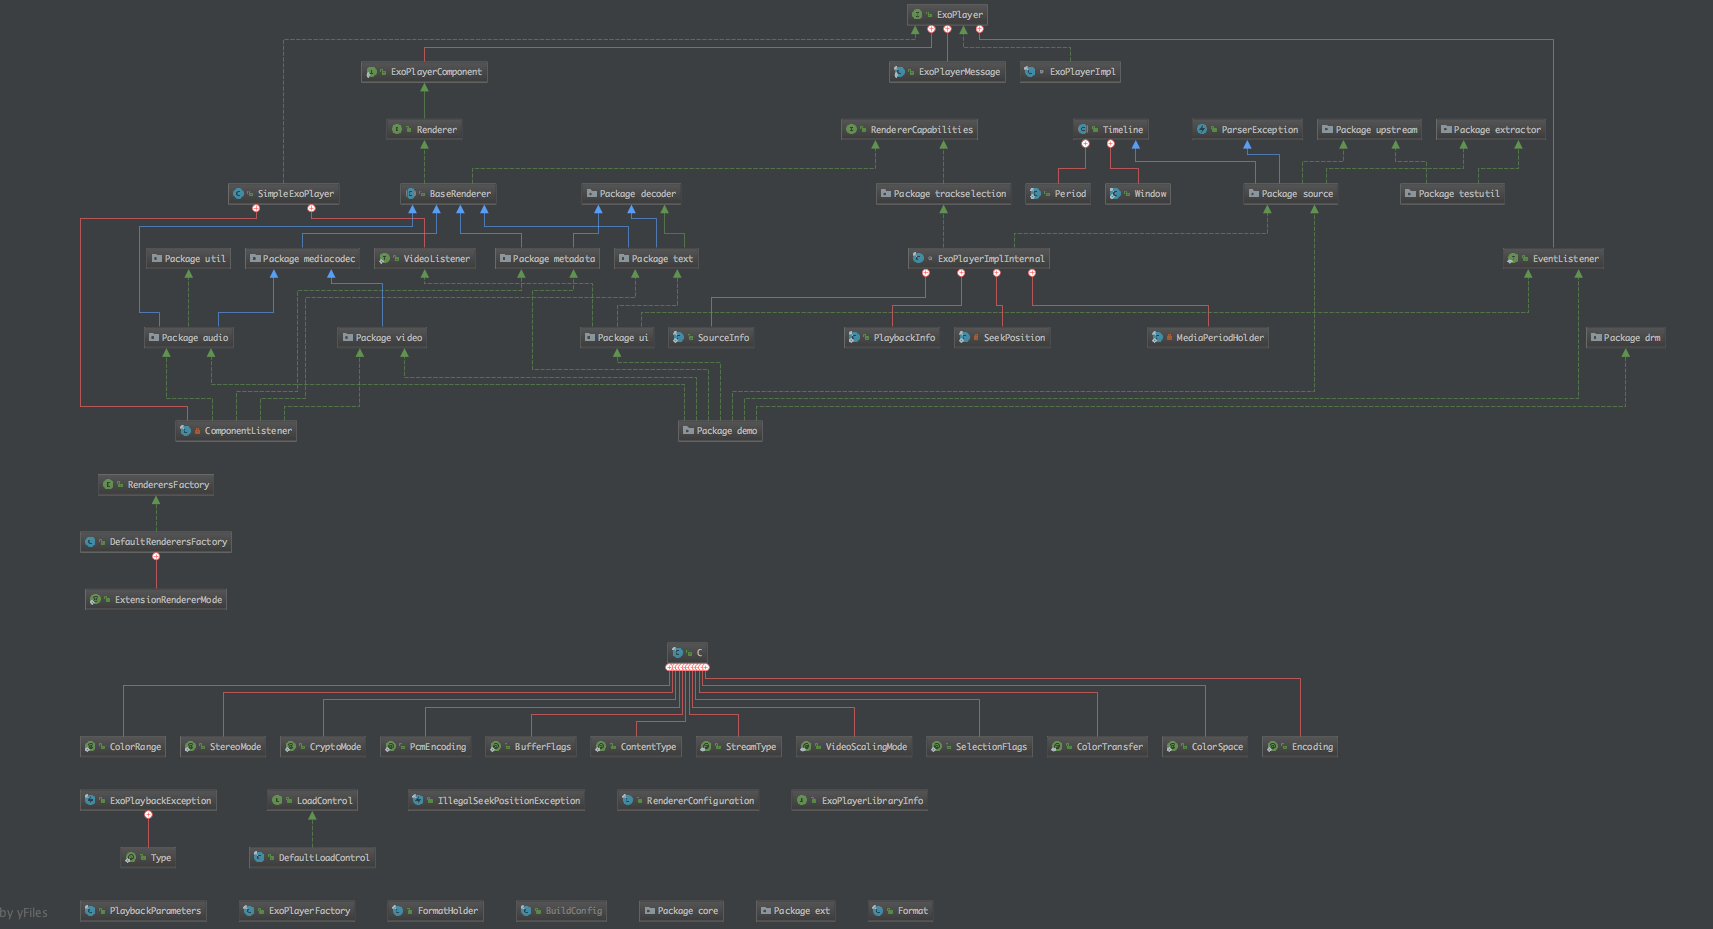 ExoPlayer
ExoPlayerComponent
ExoPlayerMessage
ExoPlayerImpl
Renderer
RendererCapabilities
Timeline
ParserException
Package upstream
Package extractor
SimpleExoPlayer
BaseRenderer
Package decoder
Package trackselection
Period
Window
Package source
Package testutil
Package util
Package mediacodec
VideoListener
Package metadata
Package text
ExoPlayerImplInternal
EventListener
Package audio
Package video
Package ui
SourceInfo
PlaybackInfo
SeekPosition
MediaPeriodHolder
Package drm
ComponentListener
Package demo
RenderersFactory
DefaultRenderersFactory
ExtensionRendererMode
C
ColorRange
StereoMode
CryptoMode
PcmEncoding
BufferFlags
ContentType
StreamType
VideoScalingMode
SelectionFlags
ColorTransfer
ColorSpace
Encoding
ExoPlaybackException
LoadControl
IllegalSeekPositionException
RendererConfiguration
ExoPlayerLibraryInfo
Type
DefaultLoadControl
by yFiles
PlaybackParameters
ExoPlayerFactory
FormatHolder
BuildConfig
Package core
Package ext
Format